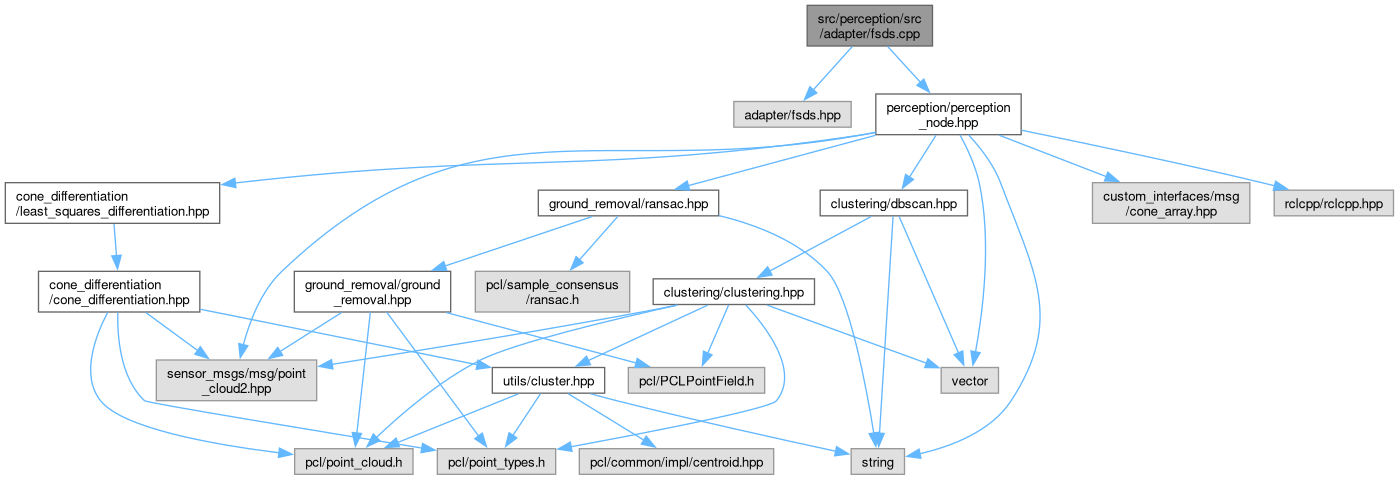 src/perception/src
/adapter/fsds.cpp
adapter/fsds.hpp
perception/perception
_node.hpp
cone_differentiation
/least_squares_differentiation.hpp
ground_removal/ransac.hpp
clustering/dbscan.hpp
custom_interfaces/msg
/cone_array.hpp
rclcpp/rclcpp.hpp
cone_differentiation
/cone_differentiation.hpp
ground_removal/ground
_removal.hpp
pcl/sample_consensus
/ransac.h
clustering/clustering.hpp
sensor_msgs/msg/point
_cloud2.hpp
utils/cluster.hpp
pcl/PCLPointField.h
vector
pcl/point_cloud.h
pcl/point_types.h
pcl/common/impl/centroid.hpp
string